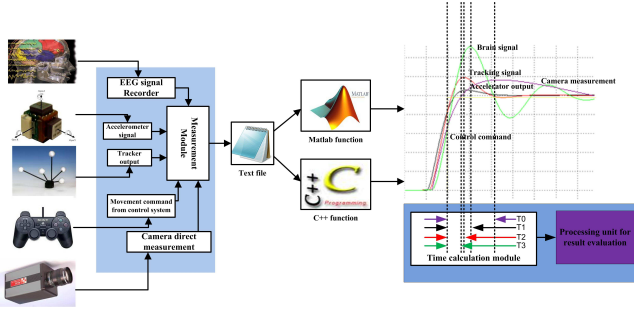 EEG signal
Recorder
Accelerometer
signal
Tracker
output
Movement command
from control system
Camera direct
measurement
Measurement
Module
Text file
MATLAB
Matlab function
C++
C
Programming
C++ function
Brain signal
Tracking signal
Camera measurement
Accelerator output
Control command
T0
T1
T2
T3
Time calculation module
Processing unit for
result evaluation